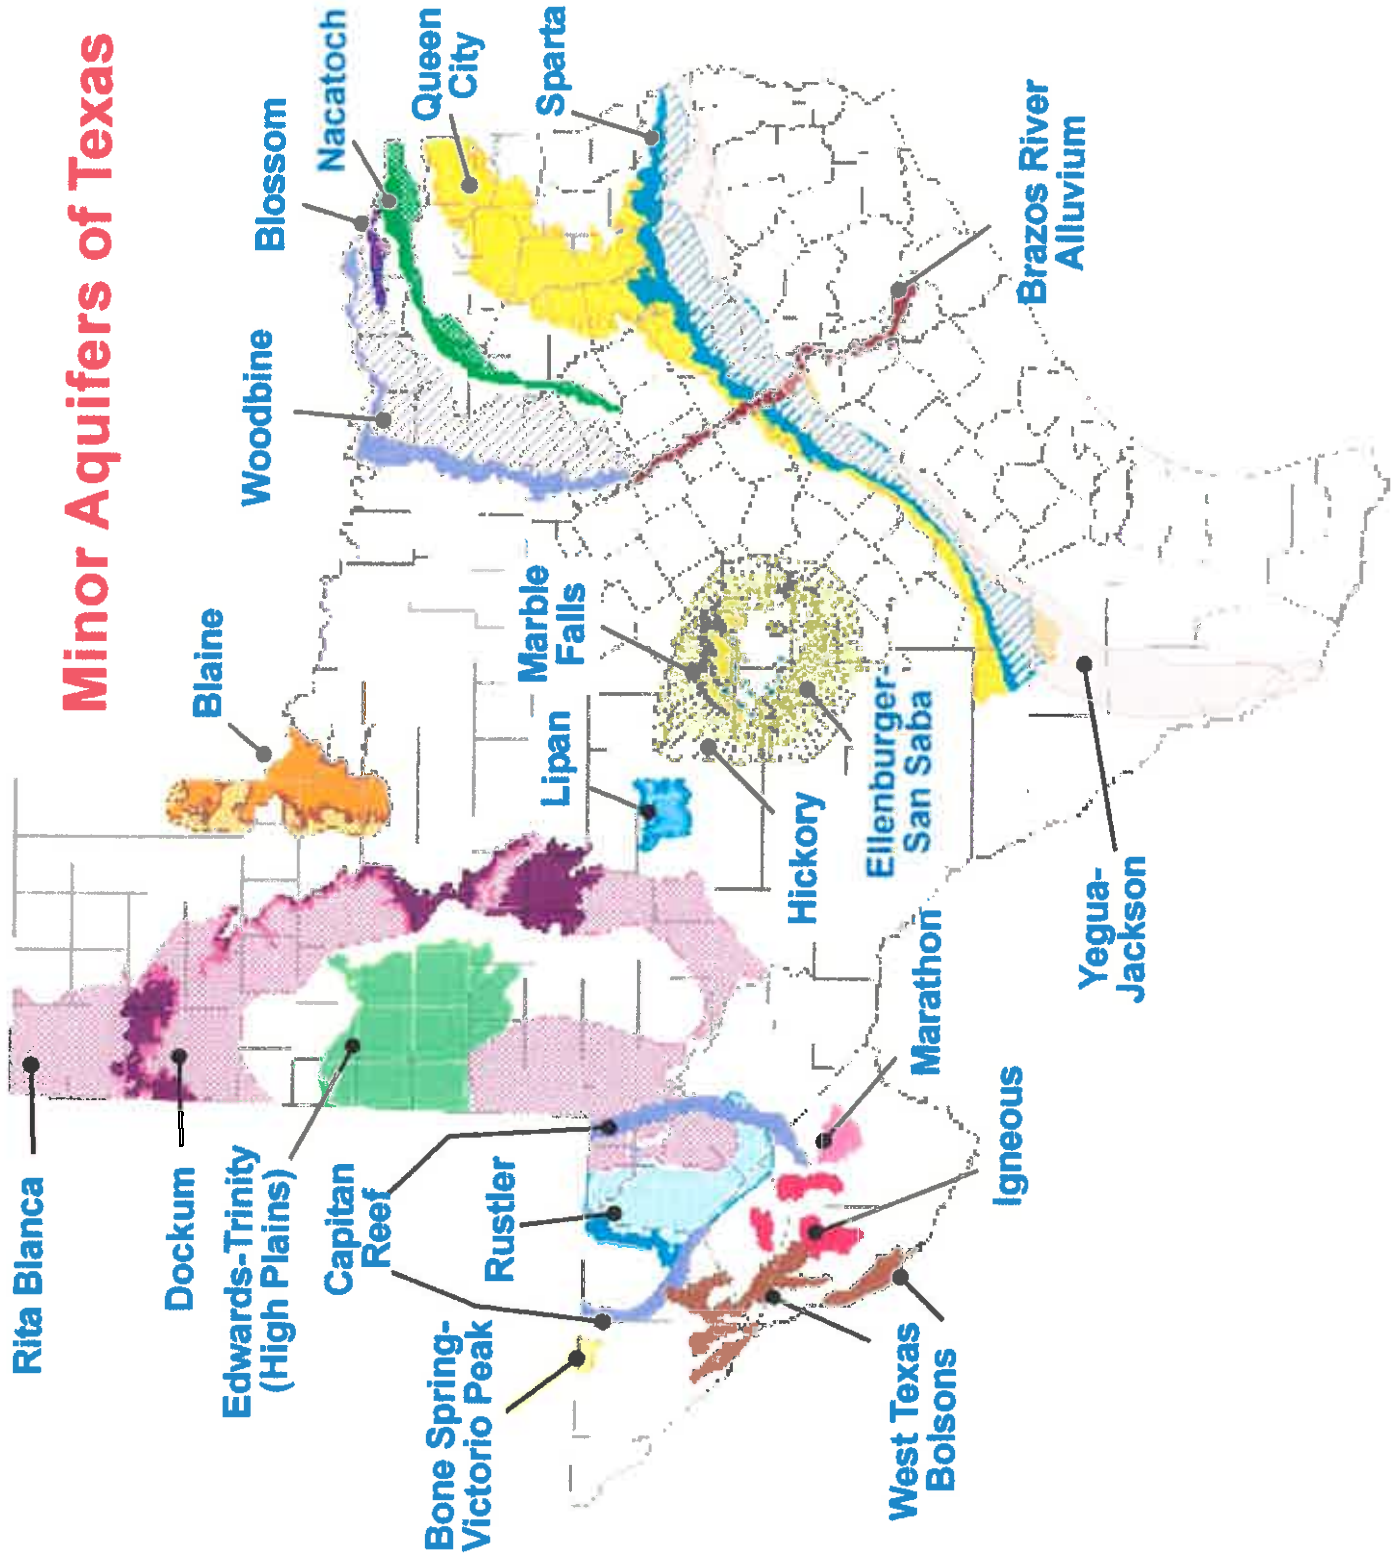 Minor Aquifers of Texas
Rita Blanca
Dockum
Edwards-Trinity
(High Plains)
Capitan
Reef
Rustler
Bone Spring-
Victorio Peak
West Texas
Bolsons
Igneous
Marathon
Blaine
Lipan
Hickory
Marble
Falls
Ellenburger-
San Saba
Yegua-
Jackson
Woodbine
Blossom
Nacatoch
Queen
City
Sparta
Brazos River
Alluvium